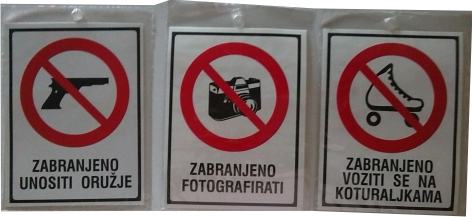 ZABRANJENO
UNOSITI ORUŽJE
ZABRANJENO
FOTOGRAFIRATI
ZABRANJENO
VOZITI SE NA
KOTURALJKAMA